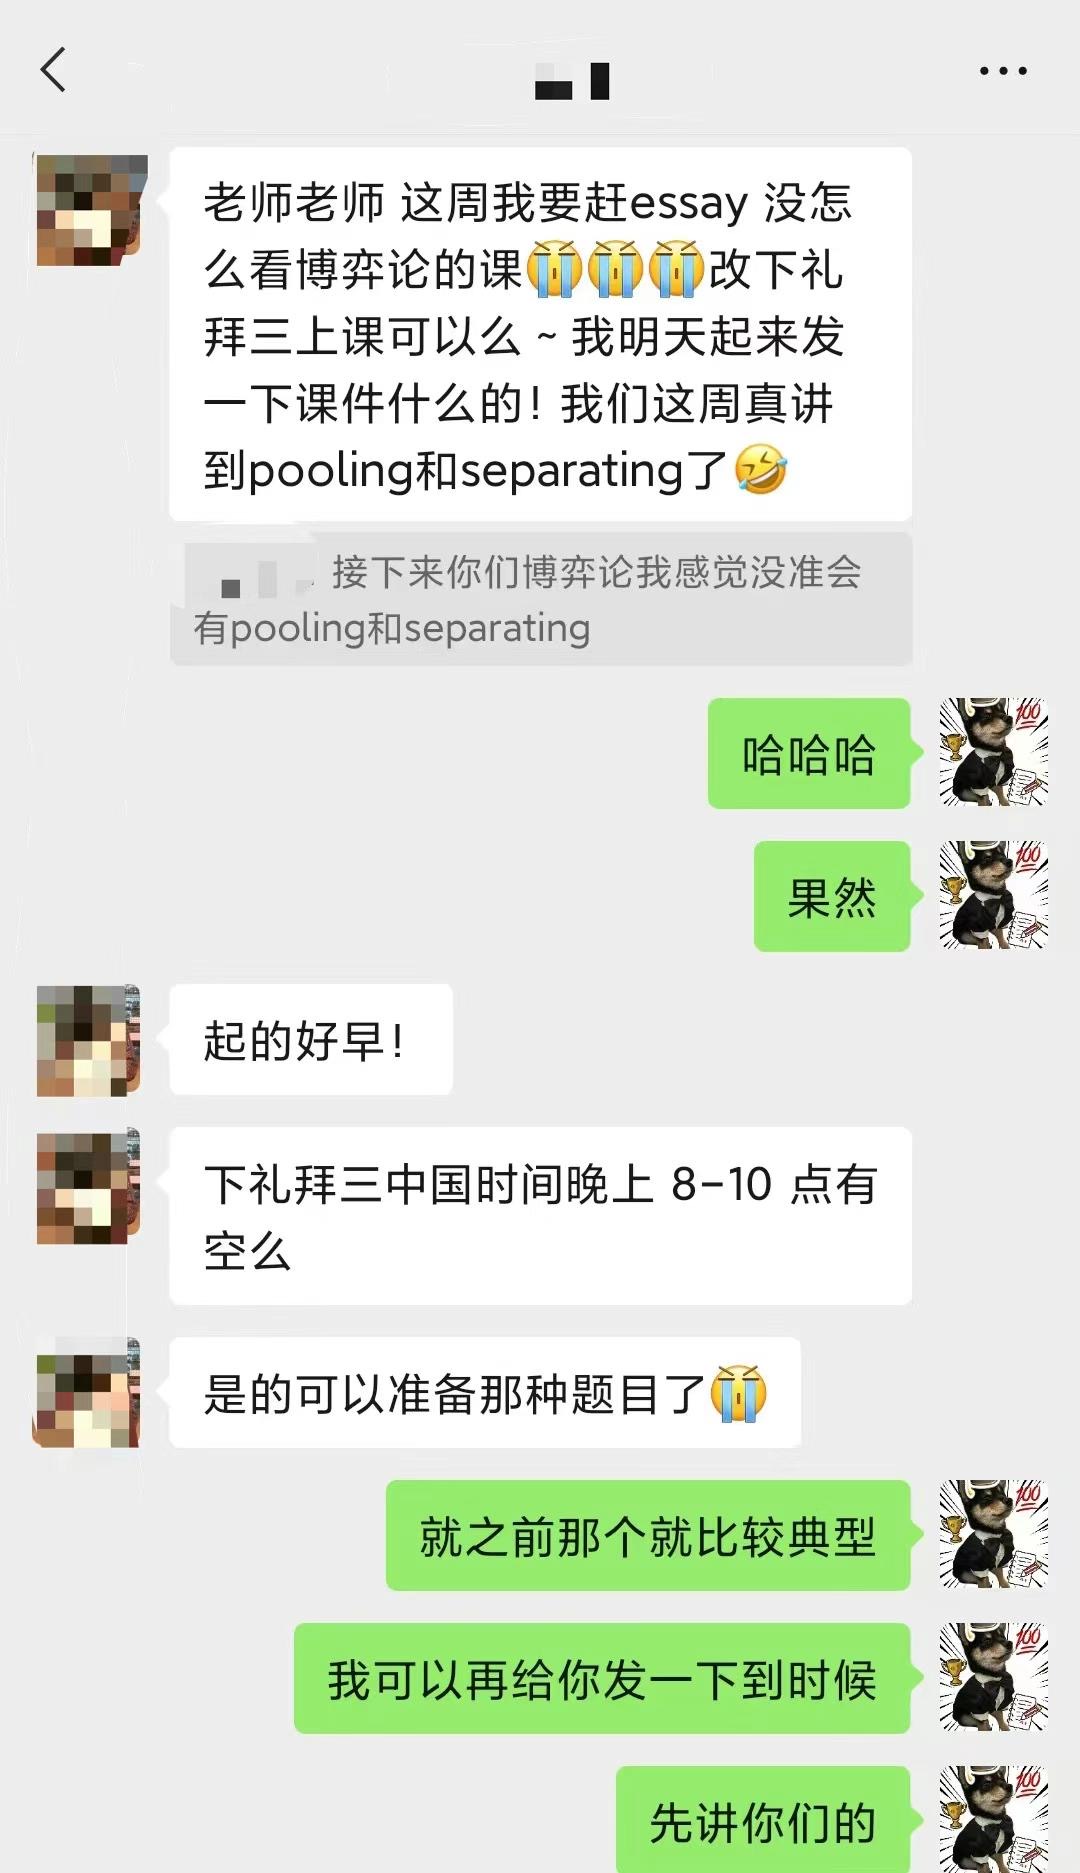 老师老师 这周我要赶essay 没怎
么看博弈论的课😭😭😭改下礼
拜三上课可以么 ~ 我明天起来发
一下课件什么的! 我们这周真讲
到pooling和separating了🤣
接下来你们博弈论我感觉没准会
有pooling和separating
哈哈哈
100
果然
100
起的好早!
下礼拜三中国时间晚上 8-10 点有
空么
是的可以准备那种题目了😭
就之前那个就比较典型
100
我可以再给你发一下到时候
100
先讲你们的
100